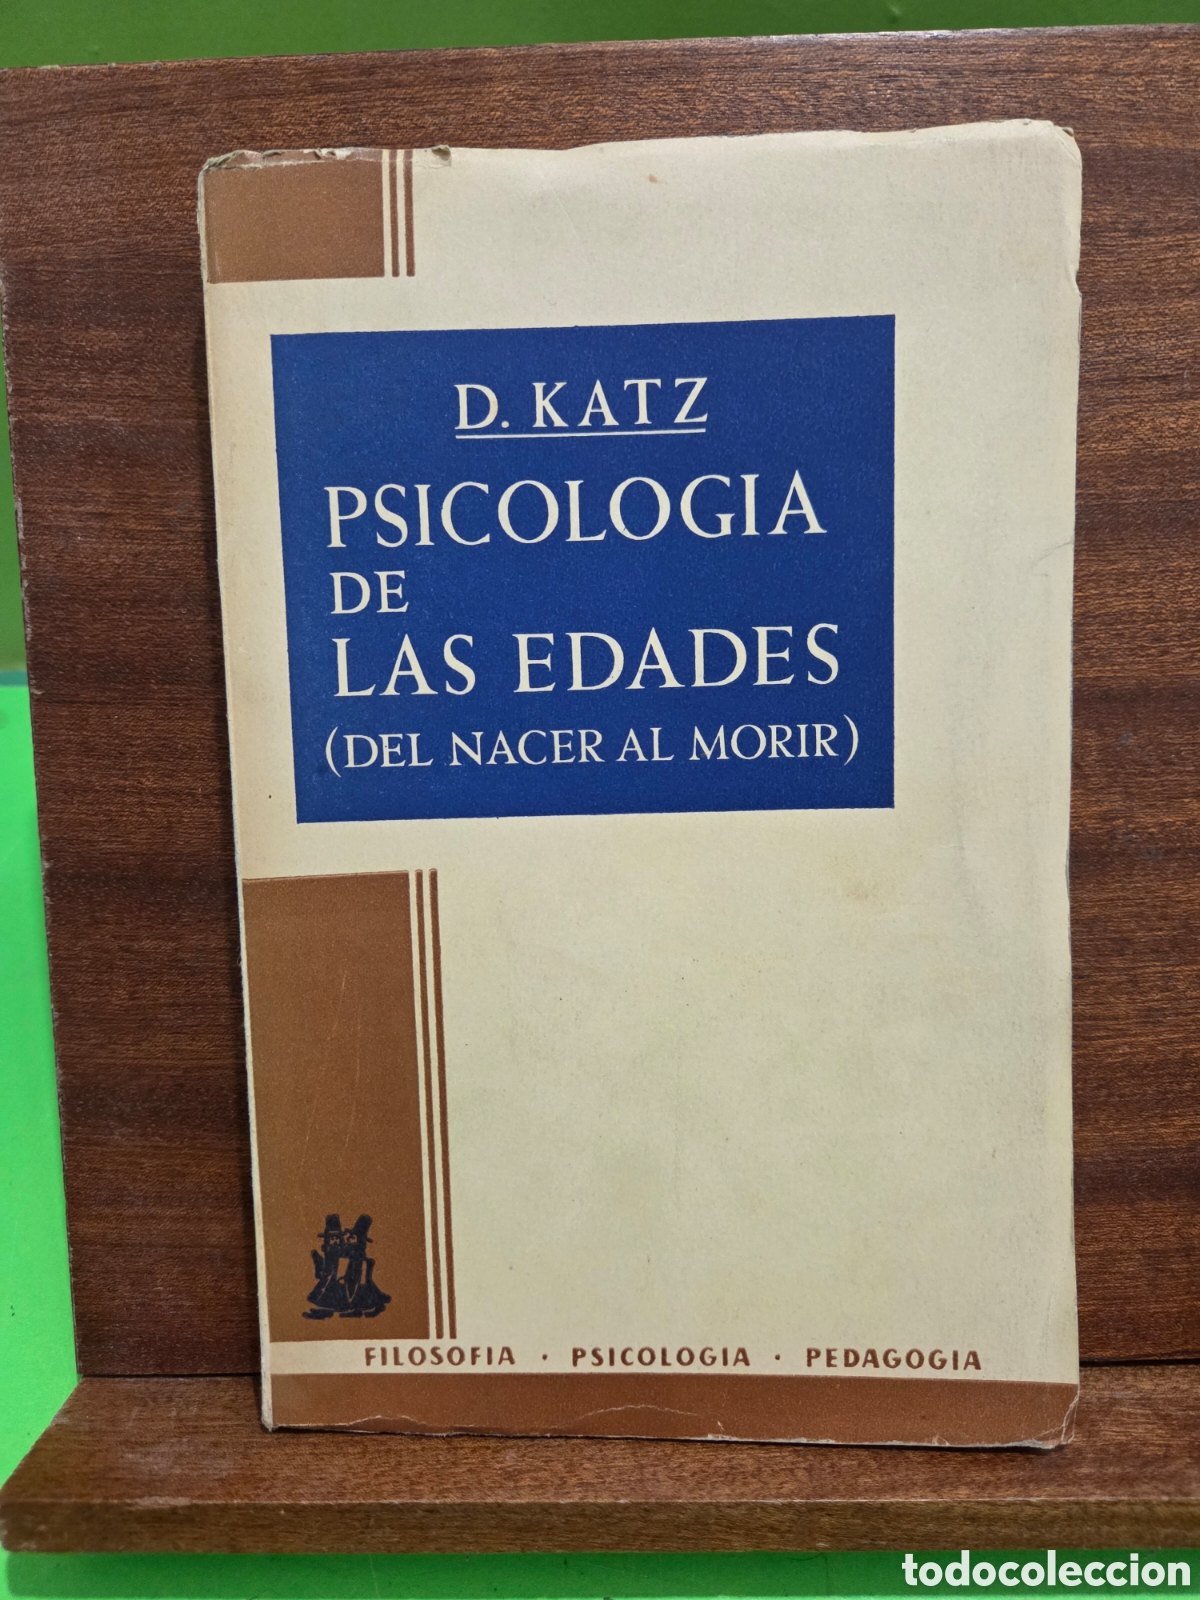 D. KATZ
PSICOLOGIA
DE
LAS EDADES
(DEL NACER AL MORIR)
FILOSOFIA · PSICOLOGIA · PEDAGOGIA
todocoleccion